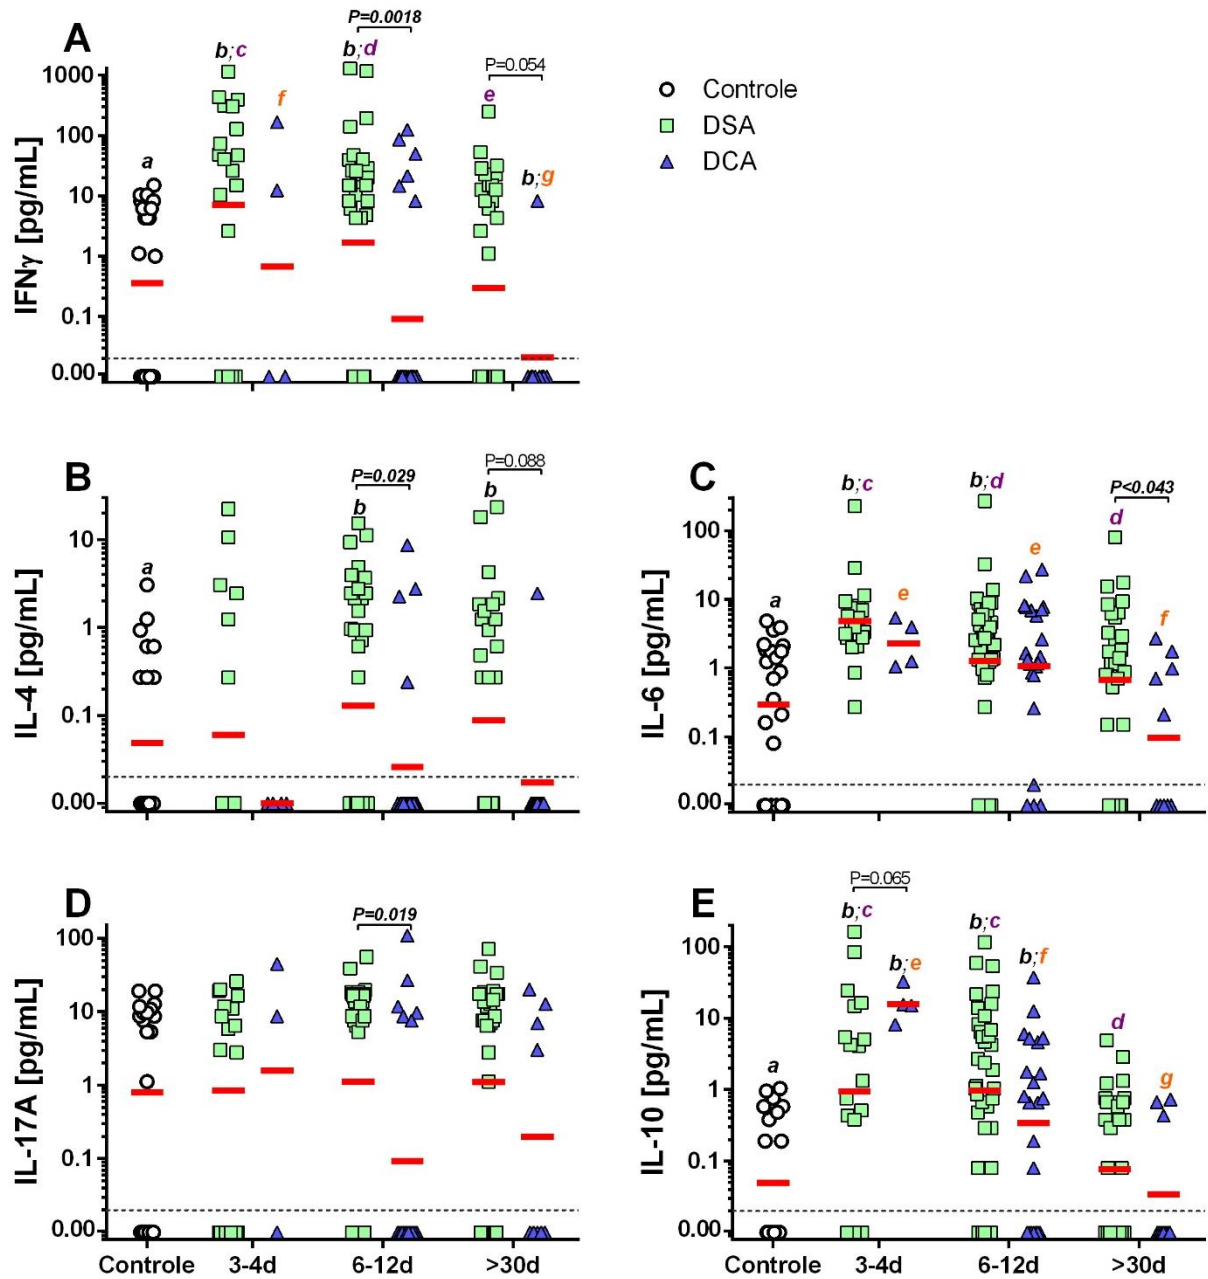 A
P=0.0018
b;c
b;d
P=0.054
e
f
a
b;g
IFNγ [pg/mL]
1000
100
10
1
0.1
0.00
Controle
DSA
DCA
B
P=0.029
P=0.088
b
b
a
IL-4 [pg/mL]
10
1
0.1
0.00
C
b;c
b;d
P<0.043
d
e
e
f
a
IL-6 [pg/mL]
100
10
1
0.1
0.00
D
P=0.019
IL-17A [pg/mL]
100
10
1
0.1
0.00
Controle 3-4d 6-12d >30d
E
P=0.065
b;c
b;c
b;e
b;f
d
a
g
IL-10 [pg/mL]
100
10
1
0.1
0.00
Controle 3-4d 6-12d >30d